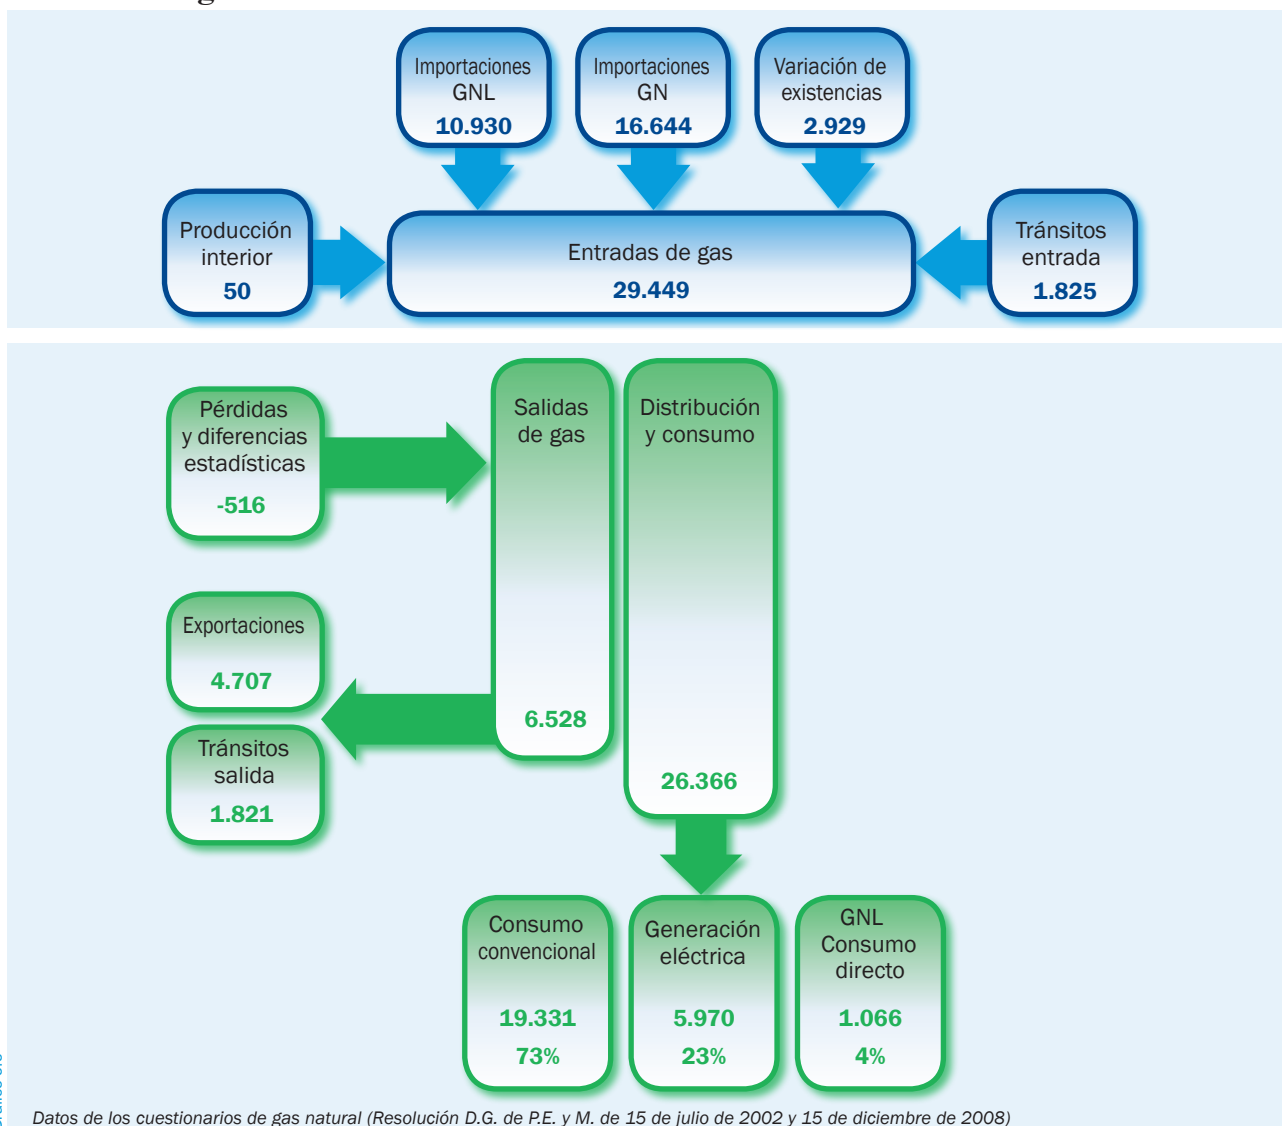 Importaciones
GNL
10.930
Importaciones
GN
16.644
Variación de
existencias
2.929
Producción
interior
50
Entradas de gas
29.449
Tránsitos
entrada
1.825
Pérdidas
y diferencias
estadísticas
-516
Salidas
de gas
6.528
Distribución
y consumo
26.366
Exportaciones
4.707
Tránsitos
salida
1.821
Consumo
convencional
19.331
73%
Generación
eléctrica
5.970
23%
GNL
Consumo
directo
1.066
4%
Datos de los cuestionarios de gas natural (Resolución D.G. de P.E. y M. de 15 de julio de 2002 y 15 de diciembre de 2008)